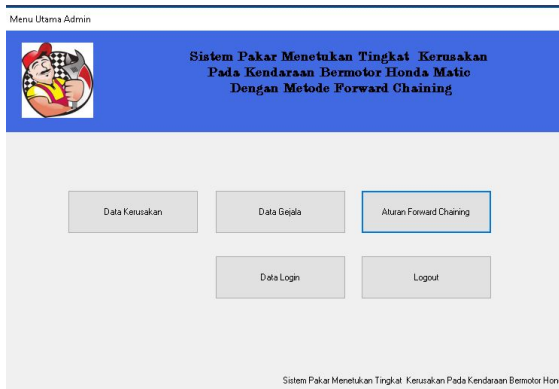 Menu Utama Admin
Sistem Pakar Menetukan Tingkat Kerusakan
Pada Kendaraan Bermotor Honda Matic
Dengan Metode Forward Chaining
Data Kerusakan
Data Gejala
Aturan Forward Chaining
Data Login
Logout
Sistem Pakar Menetukan Tingkat Kerusakan Pada Kendaraan Bermotor Hon